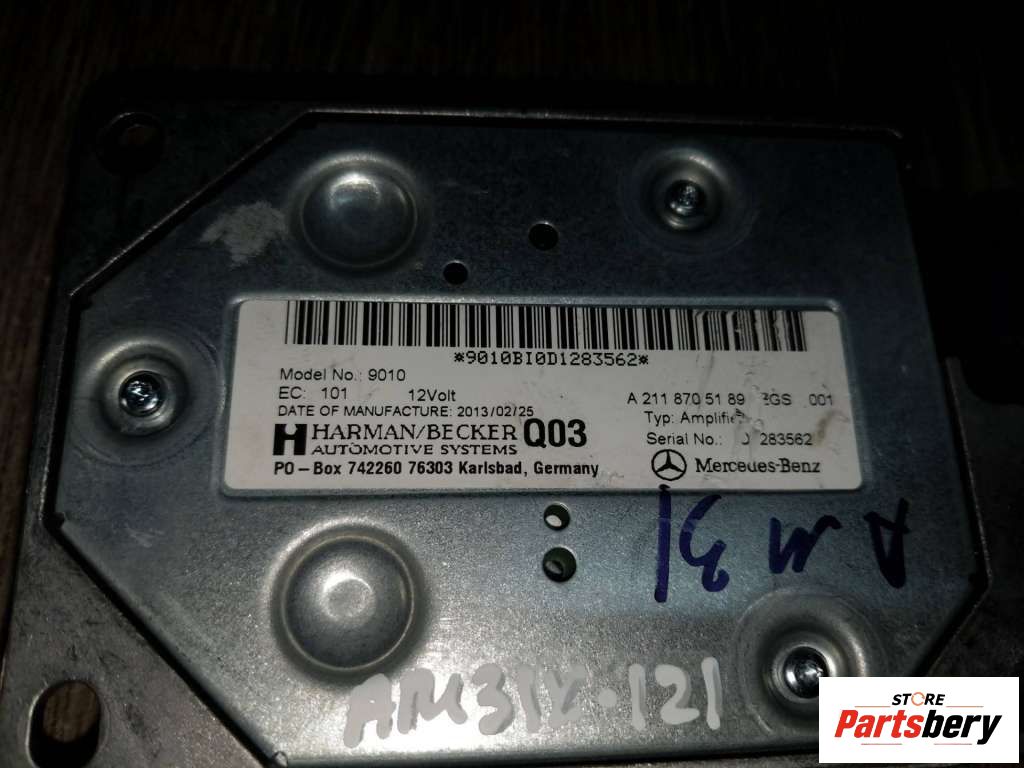 *9010BI0D1283562*
Model No.: 9010
EC: 101 12Volt
DATE OF MANUFACTURE: 2013/02/25
HARMAN/BECKER Q03
AUTOMOTIVE SYSTEMS
PO-Box 742260 76303 Karlsbad, Germany
A 211 870 51 89 001
Typ:
Serial No.: 283562
Mercedes-Benz
STORE
Partsbery